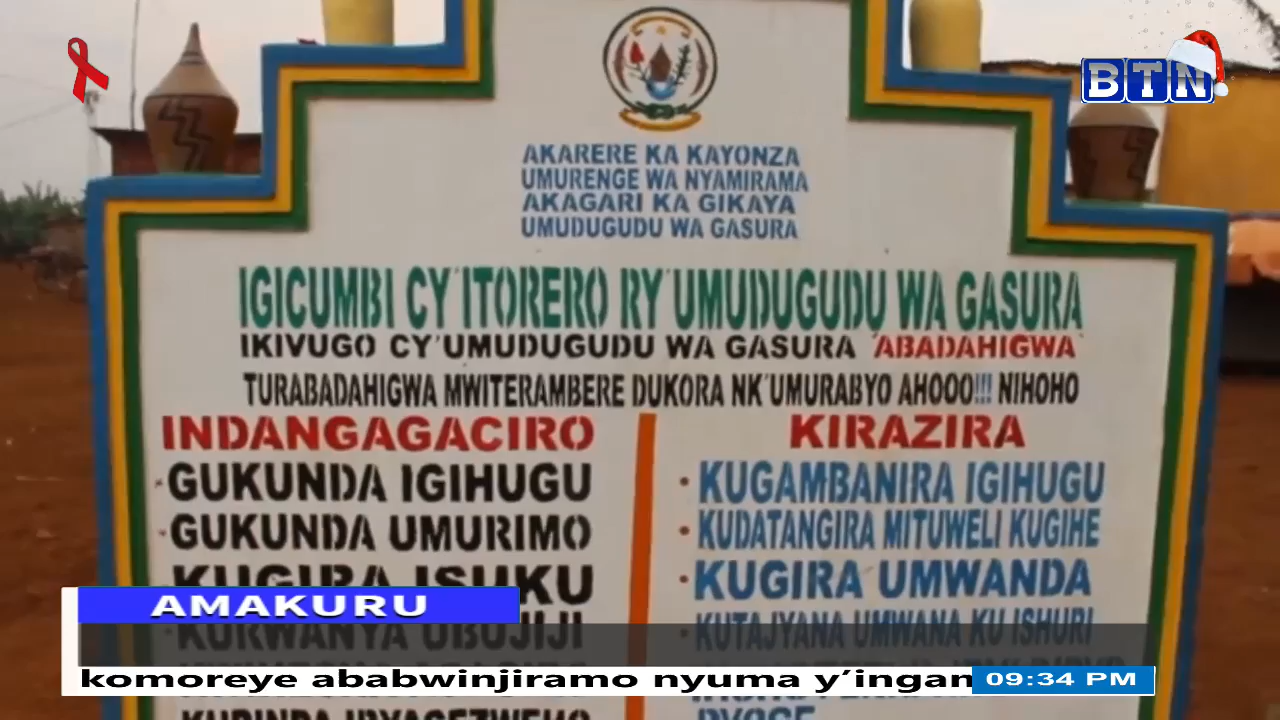 BTN
AKARERE KA KAYONZA
UMURENGE WA NYAMIRAMA
AKAGARI KA GIKAYA
UMUDUGUDU WA GASURA
IGICUMBI CY'ITORERO RY'UMUDUGUDU WA GASURA
IKIVUGO CY'UMUDUGUDU WA GASURA 'ABADAHIGWA'
TURABADAHIGWA MWITERAMBERE DUKORA NK'UMURABYO AHOOO!!! NIHOHO
INDANGAGACIRO
· GUKUNDA IGIHUGU
· GUKUNDA UMURIMO
KUGIRA ISUKU
KURWANYA UBUJIJI
KIRAZIRA
· KUGAMBANIRA IGIHUGU
· KUDATANGIRA MITUWELI KUGIHE
· KUGIRA UMWANDA
· KUTAJYANA UMWANA KU ISHURI
AMAKURU
komoreye ababwinjiramo nyuma y'ingan
09:34 PM